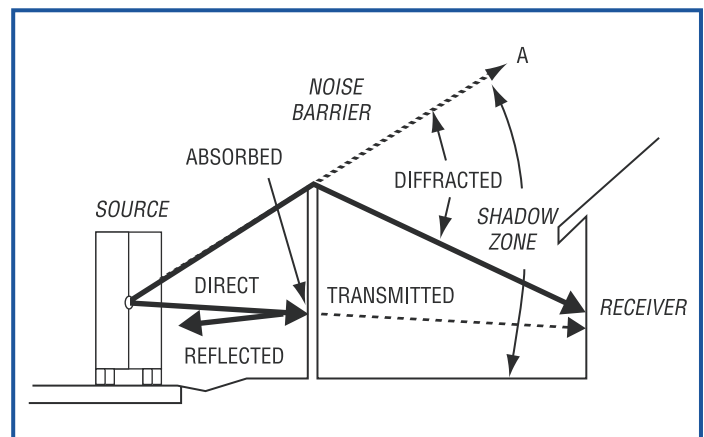 A
NOISE
BARRIER
ABSORBED
DIFFRACTED
SOURCE
SHADOW
ZONE
DIRECT
TRANSMITTED
RECEIVER
REFLECTED